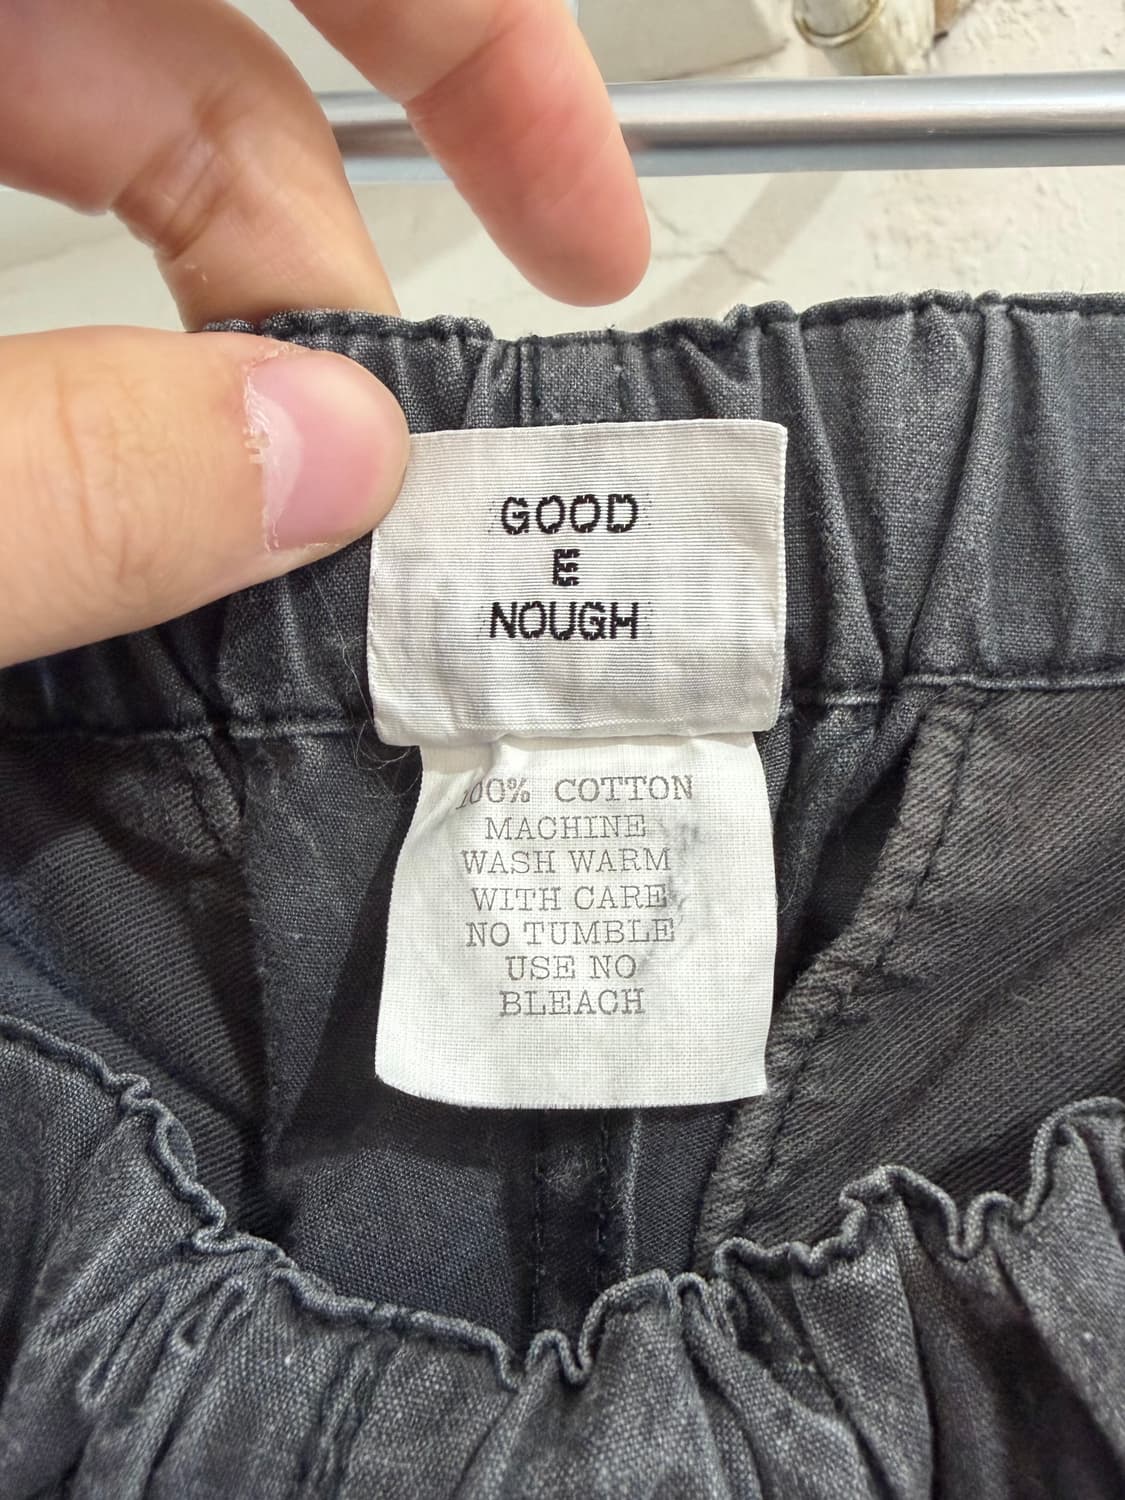 GOOD
E
NOUGH
100% COTTON
MACHINE
WASH WARM
WITH CARE
NO TUMBLE
USE NO
BLEACH